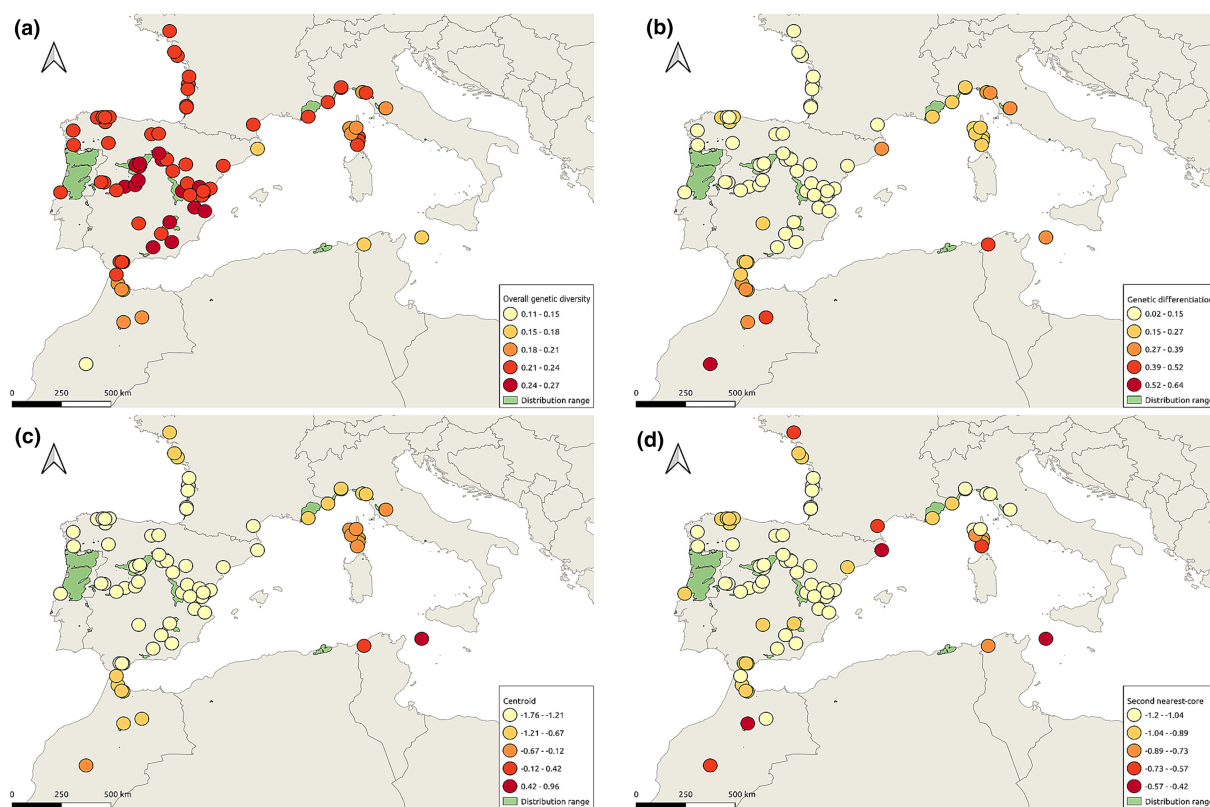 (a)
Overall genetic diversity
0.11 - 0.15
0.15 - 0.18
0.18 - 0.21
0.21 - 0.24
0.24 - 0.27
Distribution range
0 250 500 km
(b)
Genetic differentiation
0.02 - 0.15
0.15 - 0.27
0.27 - 0.39
0.39 - 0.52
0.52 - 0.64
Distribution range
0 250 500 km
(c)
Centroid
-1.76 - -1.21
-1.21 - -0.67
-0.67 - -0.12
-0.12 - 0.42
0.42 - 0.96
Distribution range
0 250 500 km
(d)
Second nearest-core
-1.2 - -1.04
-1.04 - -0.89
-0.89 - -0.73
-0.73 - -0.57
-0.57 - -0.42
Distribution range
0 250 500 km